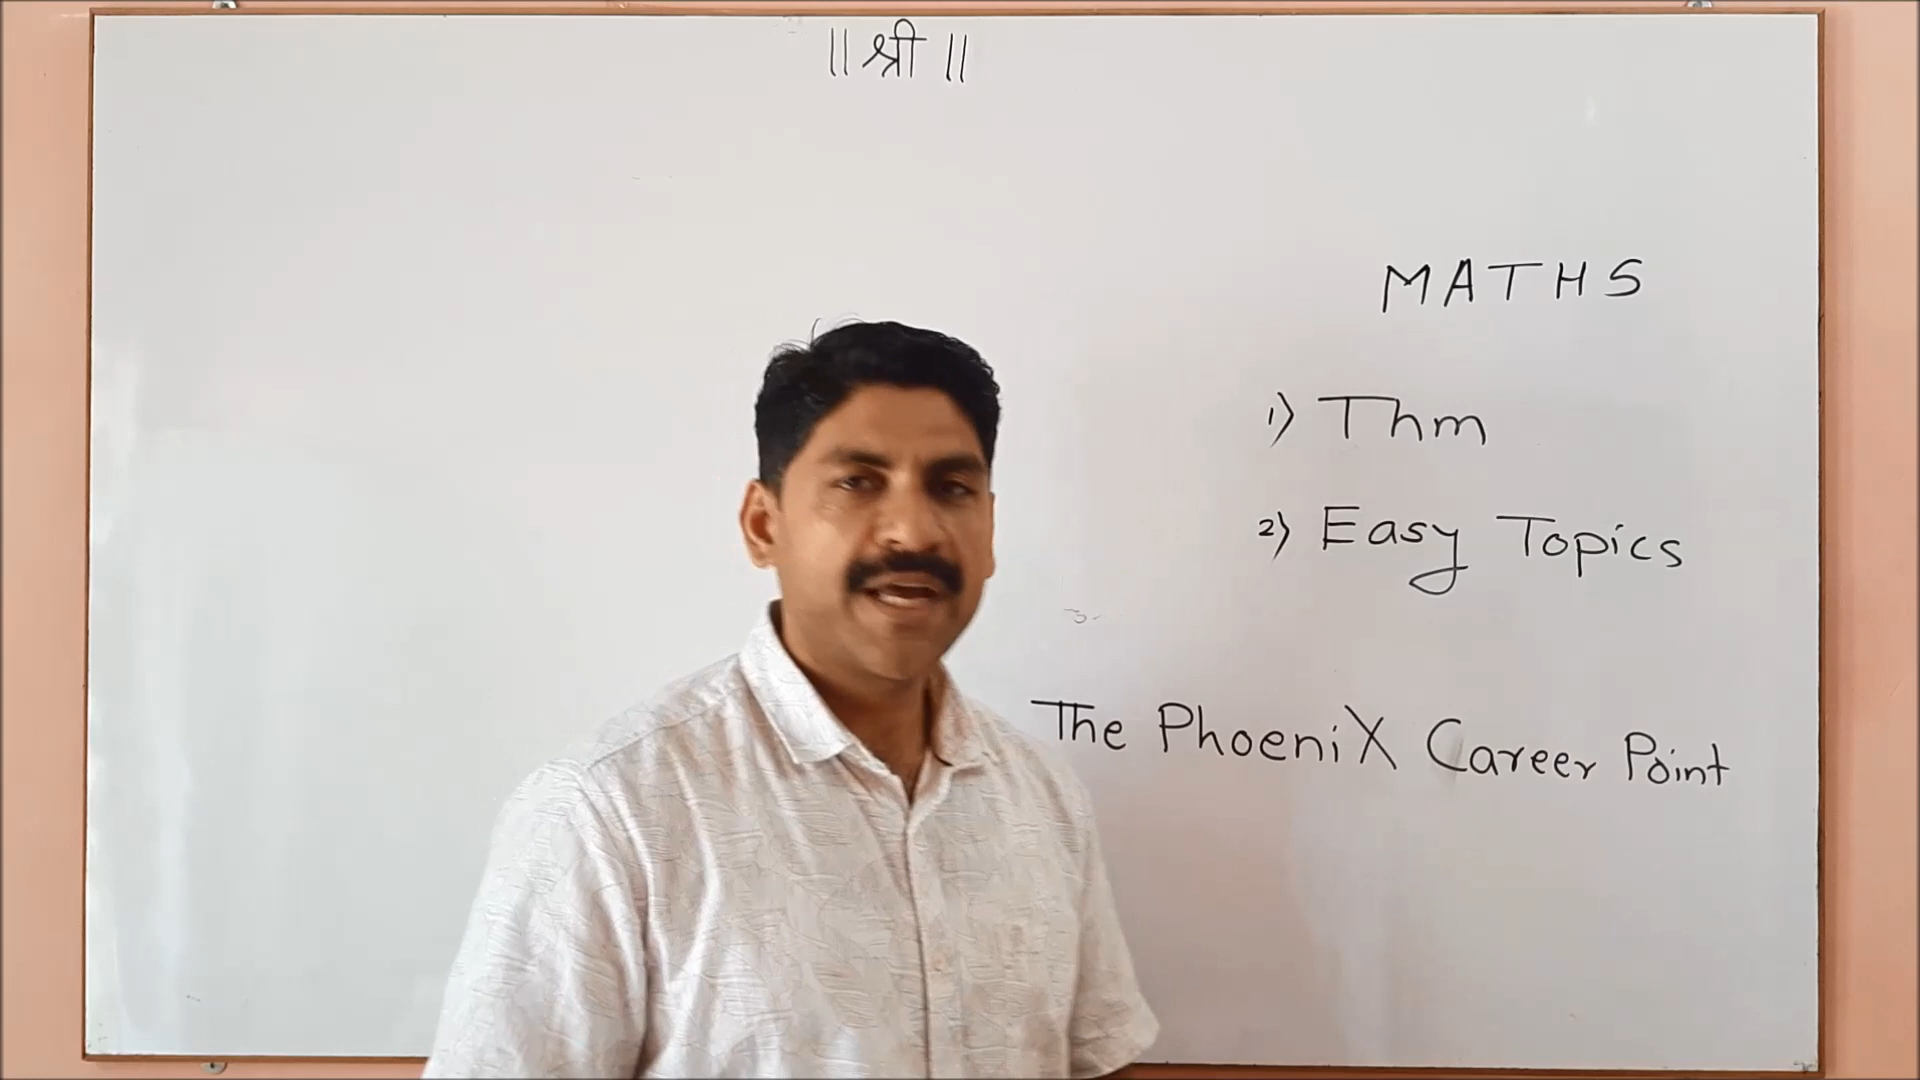 || श्री ||
MATHS
1) Thm
2) Easy Topics
The PhoeniX Career Point